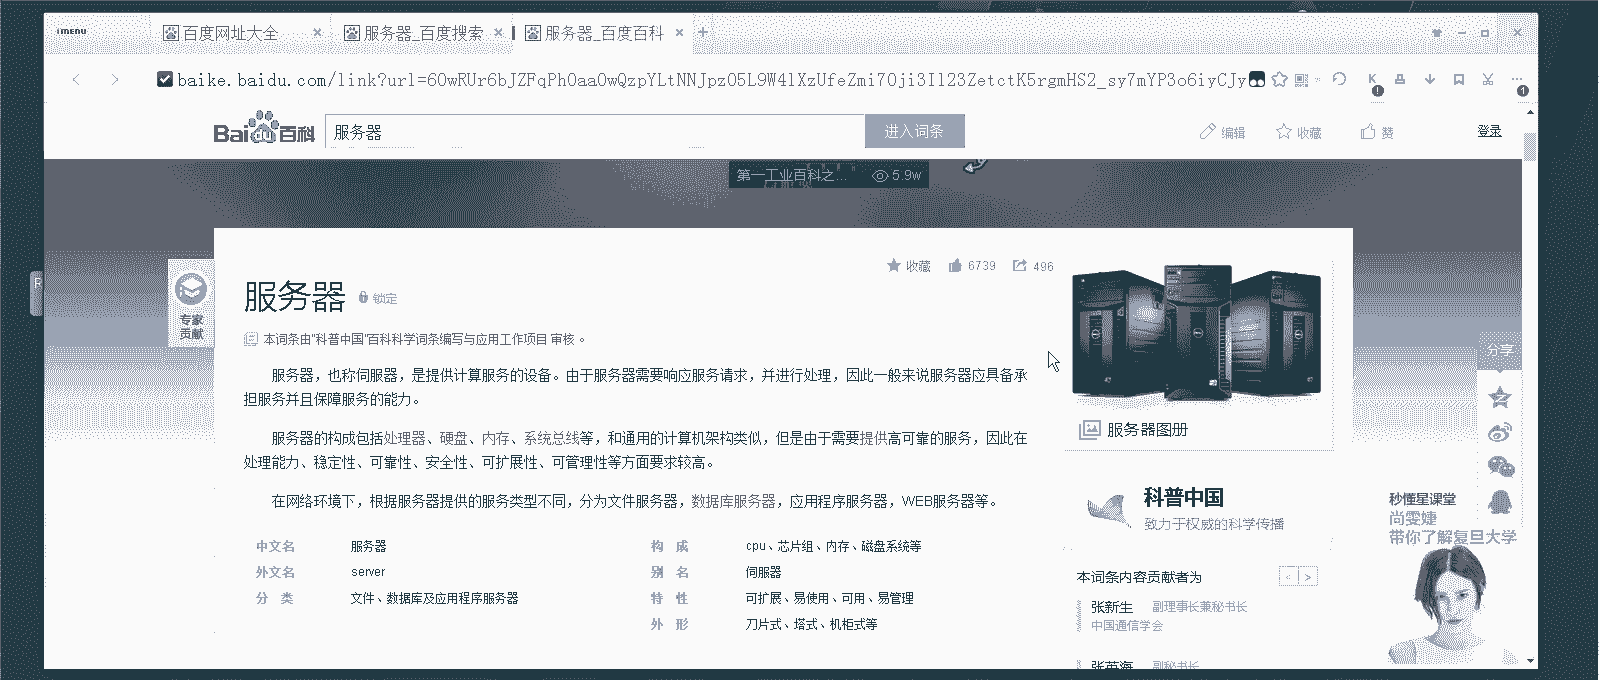 iMENU
百度网址大全
服务器_百度搜索
服务器_百度百科
baike.baidu.com/link?url=6OwRUr6bJZFqPhOaaOwQzpYLtNNJpzO5L9W4lXzUfeZmi7Oji3Il23ZetctK5rgmHS2_sy7mYP3o6iyCJy
Bai du 百科
服务器
进入词条
编辑
收藏
赞
登录
第一工业百科之...
5.9w
收藏
6739
496
专家
贡献
服务器
锁定
本词条由“科普中国”百科科学词条编写与应用工作项目 审核 。
服务器，也称伺服器，是提供计算服务的设备。由于服务器需要响应服务请求，并进行处理，因此一般来说服务器应具备承
担服务并且保障服务的能力。
服务器的构成包括处理器、硬盘、内存、系统总线等，和通用的计算机架构类似，但是由于需要提供高可靠的服务，因此在
处理能力、稳定性、可靠性、安全性、可扩展性、可管理性等方面要求较高。
在网络环境下，根据服务器提供的服务类型不同，分为文件服务器，数据库服务器，应用程序服务器，WEB服务器等。
中文名 服务器
外文名 server
分 类 文件、数据库及应用程序服务器
构 成 cpu、芯片组、内存、磁盘系统等
别 名 伺服器
特 性 可扩展、易使用、可用、易管理
外 形 刀片式、塔式、机柜式等
服务器图册
科普中国
致力于权威的科学传播
本词条内容贡献者为
张新生 副理事长兼秘书长
中国通信学会
张英海 副秘书长
分享
秒懂星课堂
尚雯婕
带你了解复旦大学